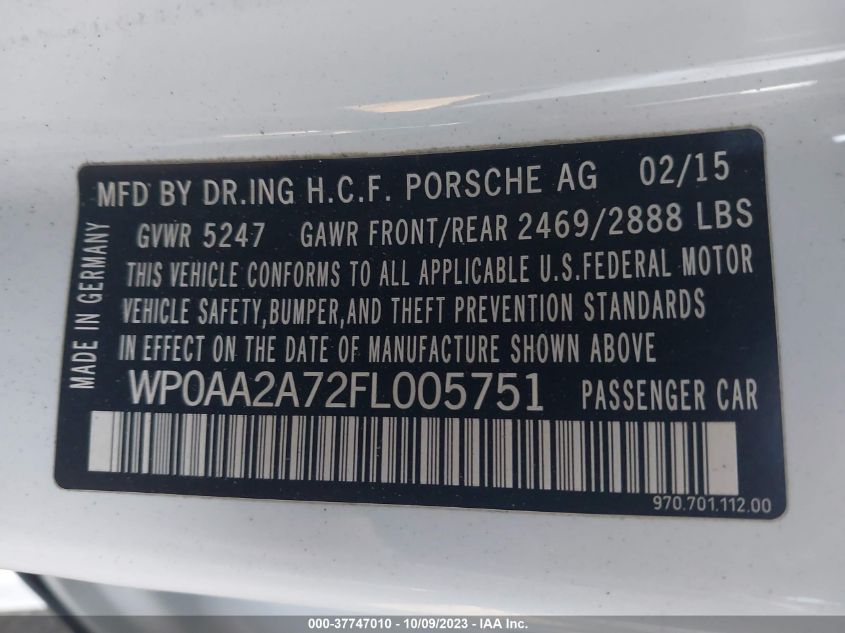 MFD BY DR.ING H.C.F. PORSCHE AG 02/15
GVWR 5247 GAWR FRONT/REAR 2469/2888 LBS
THIS VEHICLE CONFORMS TO ALL APPLICABLE U.S.FEDERAL MOTOR
VEHICLE SAFETY,BUMPER,AND THEFT PREVENTION STANDARDS
IN EFFECT ON THE DATE OF MANUFACTURE SHOWN ABOVE
WP0AA2A72FL005751 PASSENGER CAR
MADE IN GERMANY
970.701.112.00
000-37747010 - 10/09/2023 - IAA Inc.